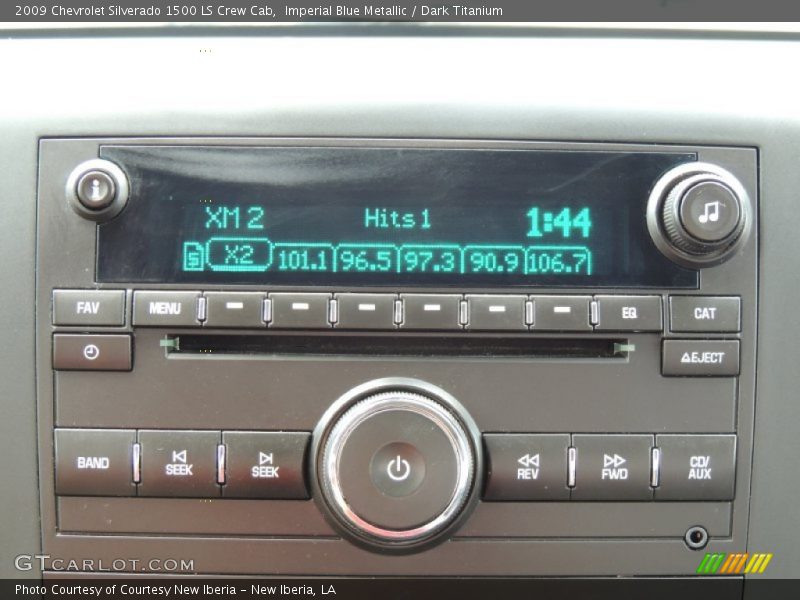 2009 Chevrolet Silverado 1500 LS Crew Cab, Imperial Blue Metallic / Dark Titanium
i
XM 2 Hits 1 1:44
5 X2 101.1 96.5 97.3 90.9 106.7
FAV MENU EQ CAT
EJECT
BAND SEEK SEEK REV FWD CD/
AUX
GTCARLOT.COM
Photo Courtesy of Courtesy New Iberia - New Iberia, LA